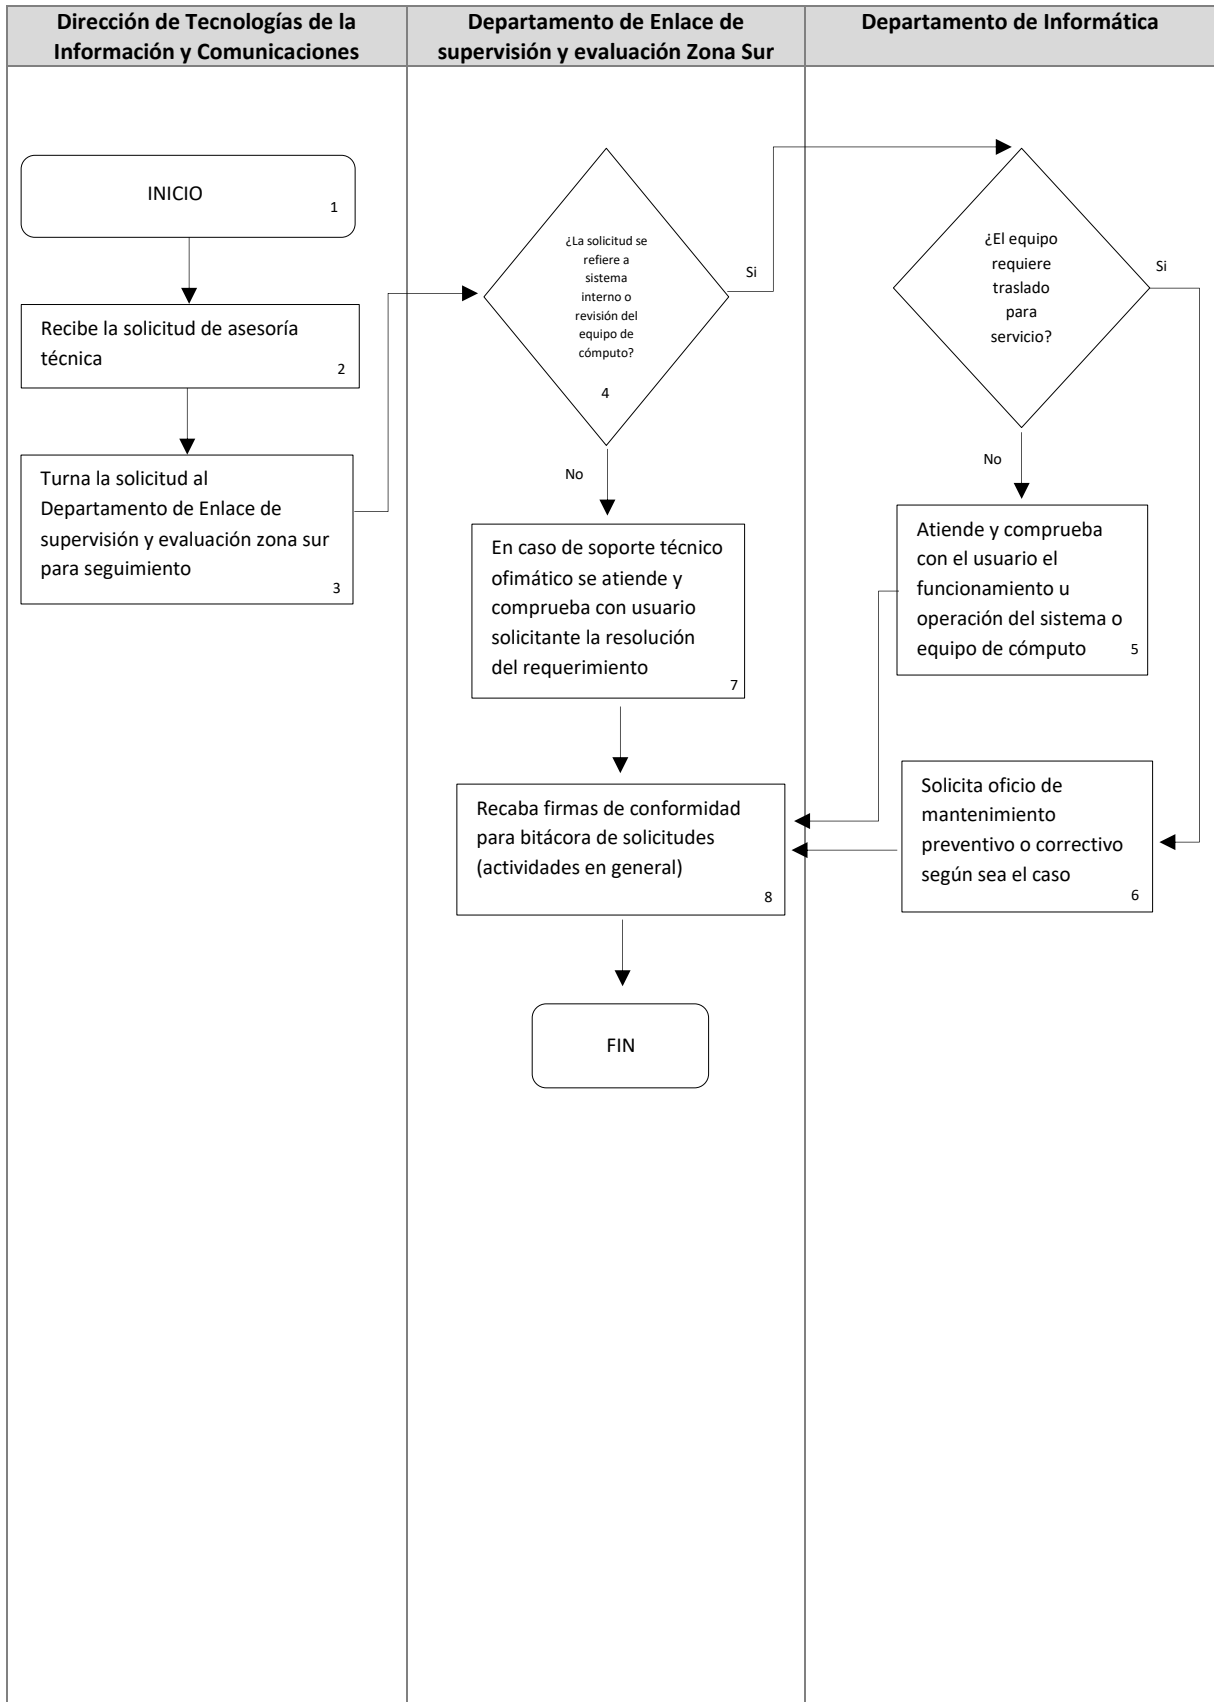 Dirección de Tecnologías de la
Información y Comunicaciones
Departamento de Enlace de
supervisión y evaluación Zona Sur
Departamento de Informática
INICIO
1
Recibe la solicitud de asesoría
técnica
2
Turna la solicitud al
Departamento de Enlace de
supervisión y evaluación zona sur
para seguimiento
3
¿La solicitud se
refiere a
sistema
interno o
revisión del
equipo de
cómputo?
4
Si
No
En caso de soporte técnico
ofimático se atiende y
comprueba con usuario
solicitante la resolución
del requerimiento
7
Recaba firmas de conformidad
para bitácora de solicitudes
(actividades en general)
8
FIN
¿El equipo
requiere
traslado
para
servicio?
Si
No
Atiende y comprueba
con el usuario el
funcionamiento u
operación del sistema o
equipo de cómputo
5
Solicita oficio de
mantenimiento
preventivo o correctivo
según sea el caso
6